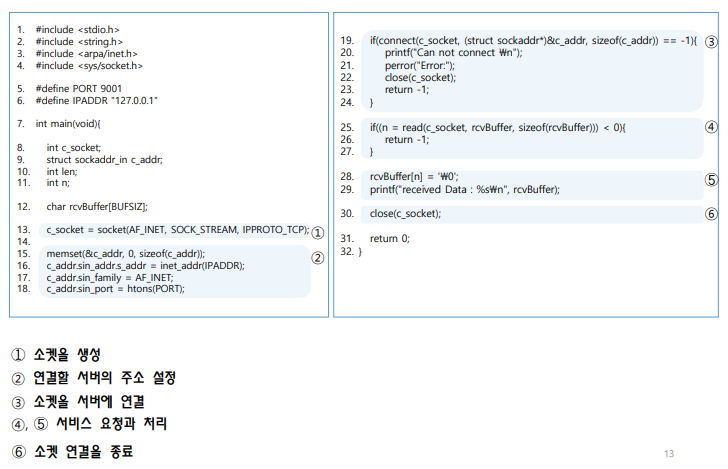 1. #include <stdio.h>
2. #include <string.h>
3. #include <arpa/inet.h>
4. #include <sys/socket.h>
5. #define PORT 9001
6. #define IPADDR "127.0.0.1"
7. int main(void){
8. int c_socket;
9. struct sockaddr_in c_addr;
10. int len;
11. int n;
12. char rcvBuffer[BUFSIZ];
13. c_socket = socket(AF_INET, SOCK_STREAM, IPPROTO_TCP); ①
14.
15. memset(&c_addr, 0, sizeof(c_addr)); ②
16. c_addr.sin_addr.s_addr = inet_addr(IPADDR);
17. c_addr.sin_family = AF_INET;
18. c_addr.sin_port = htons(PORT);
19. if(connect(c_socket, (struct sockaddr*)&c_addr, sizeof(c_addr)) == -1){ ③
20. printf("Can not connect ₩n");
21. perror("Error:");
22. close(c_socket);
23. return -1;
24. }
25. if((n = read(c_socket, rcvBuffer, sizeof(rcvBuffer))) < 0){ ④
26. return -1;
27. }
28. rcvBuffer[n] = '₩0'; ⑤
29. printf("received Data : %s₩n", rcvBuffer);
30. close(c_socket); ⑥
31. return 0;
32. }
① 소켓을 생성
② 연결할 서버의 주소 설정
③ 소켓을 서버에 연결
④, ⑤ 서비스 요청과 처리
⑥ 소켓 연결을 종료
13